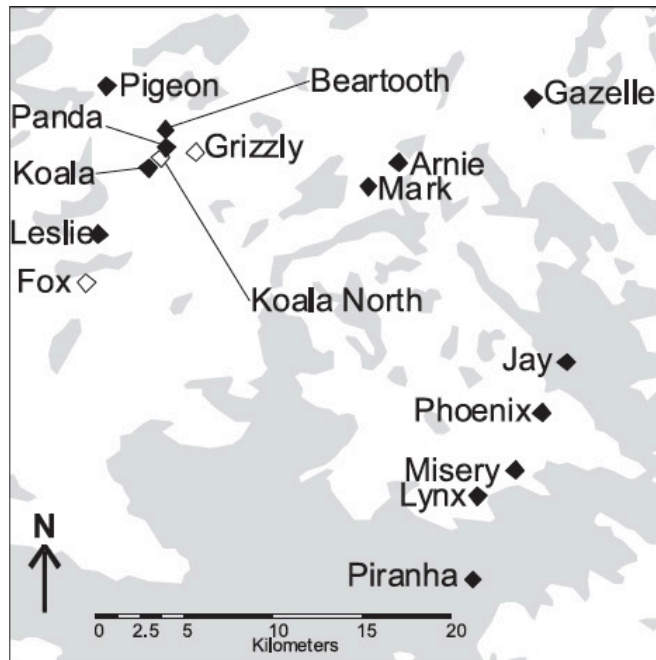 Beartooth
Pigeon
Gazelle
Panda
Grizzly
Arnie
Koala
Mark
Leslie
Fox
Koala North
Jay
Phoenix
Misery
Lynx
N
Piranha
0 2.5 5 10 15 20
Kilometers